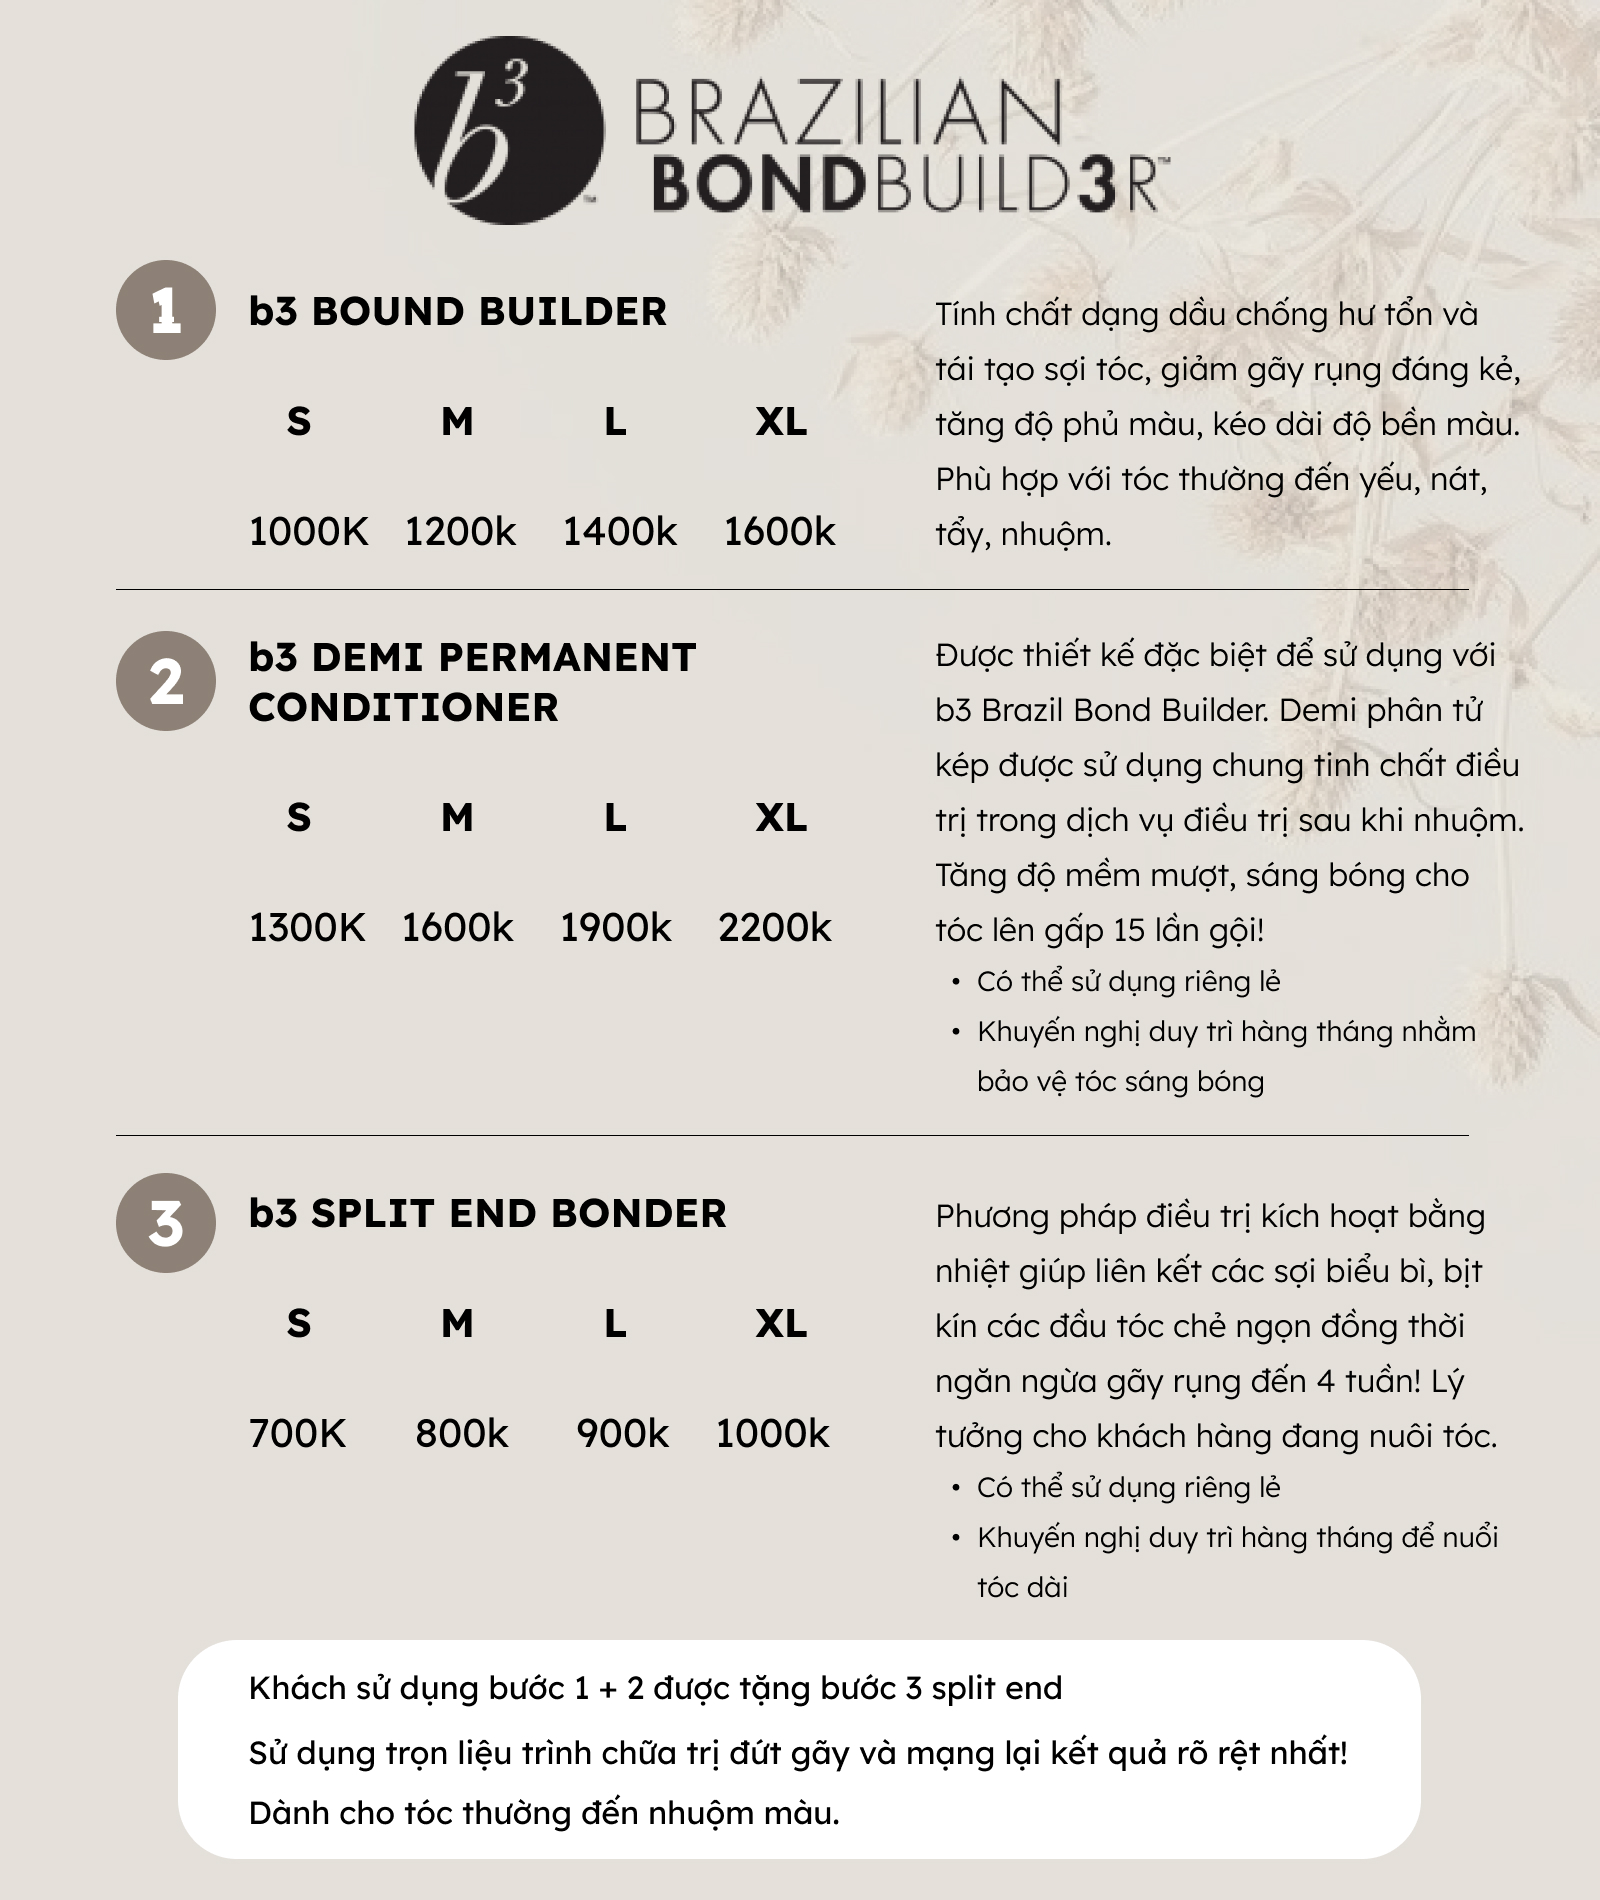 b3
BRAZILIAN
BONDBUILD3R™
1
b3 BOUND BUILDER
S M L XL
1000K 1200k 1400k 1600k
Tính chất dạng dầu chống hư tổn và
tái tạo sợi tóc, giảm gãy rụng đáng kẻ,
tăng độ phủ màu, kéo dài độ bền màu.
Phù hợp với tóc thường đến yếu, nát,
tẩy, nhuộm.
2
b3 DEMI PERMANENT
CONDITIONER
S M L XL
1300K 1600k 1900k 2200k
Được thiết kế đặc biệt để sử dụng với
b3 Brazil Bond Builder. Demi phân tử
kép được sử dụng chung tinh chất điều
trị trong dịch vụ điều trị sau khi nhuộm.
Tăng độ mềm mượt, sáng bóng cho
tóc lên gấp 15 lần gội!
• Có thể sử dụng riêng lẻ
• Khuyến nghị duy trì hàng tháng nhằm
bảo vệ tóc sáng bóng
3
b3 SPLIT END BONDER
S M L XL
700K 800k 900k 1000k
Phương pháp điều trị kích hoạt bằng
nhiệt giúp liên kết các sợi biểu bì, bịt
kín các đầu tóc chẻ ngọn đồng thời
ngăn ngừa gãy rụng đến 4 tuần! Lý
tưởng cho khách hàng đang nuôi tóc.
• Có thể sử dụng riêng lẻ
• Khuyến nghị duy trì hàng tháng để nuổi
tóc dài
Khách sử dụng bước 1 + 2 được tặng bước 3 split end
Sử dụng trọn liệu trình chữa trị đứt gãy và mạng lại kết quả rõ rệt nhất!
Dành cho tóc thường đến nhuộm màu.